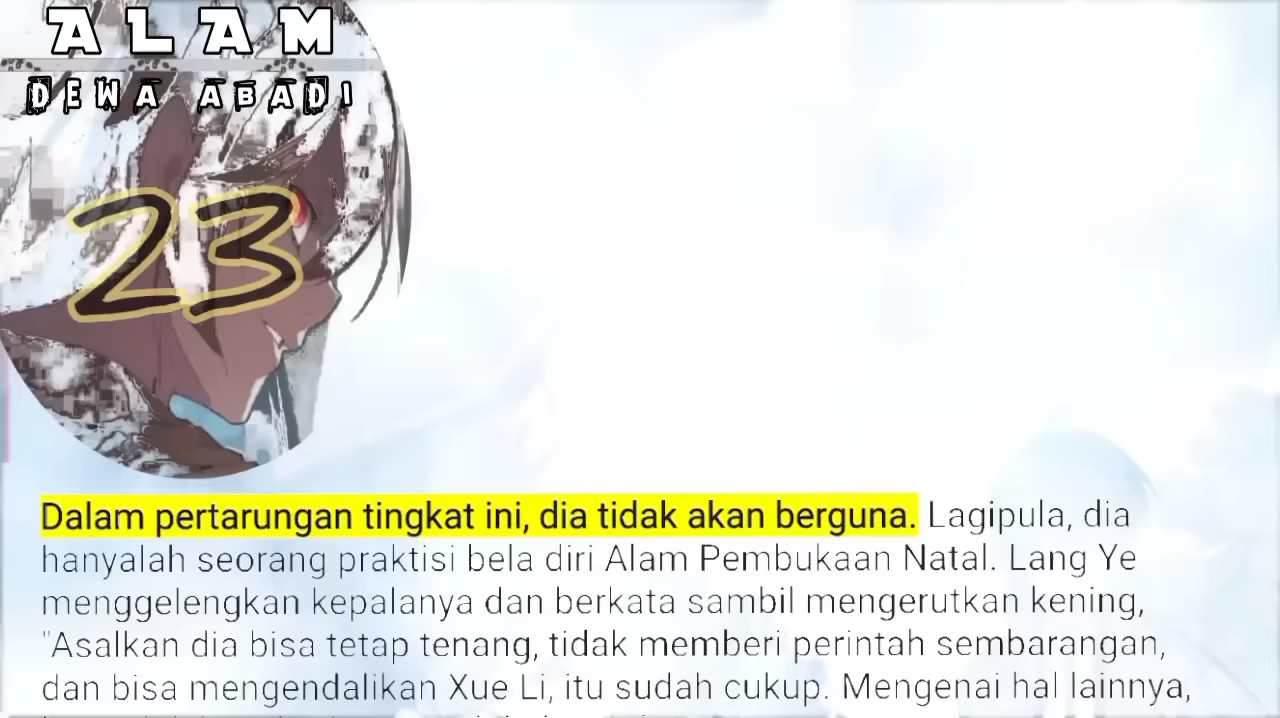 ALAM
DEWA ABADI
23
Dalam pertarungan tingkat ini, dia tidak akan berguna. Lagipula, dia
hanyalah seorang praktisi bela diri Alam Pembukaan Natal. Lang Ye
menggelengkan kepalanya dan berkata sambil mengerutkan kening,
"Asalkan dia bisa tetap tenang, tidak memberi perintah sembarangan,
dan bisa mengendalikan Xue Li, itu sudah cukup. Mengenai hal lainnya,